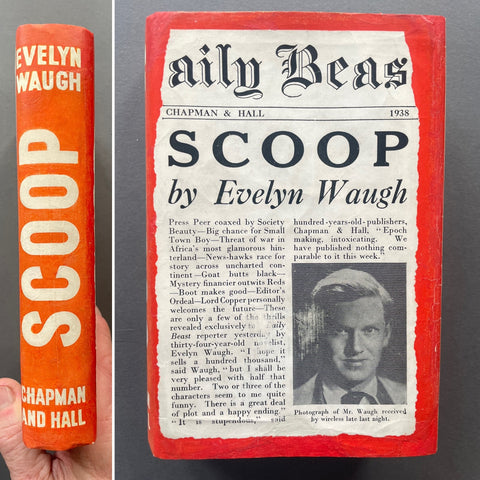 EVELYN
WAUGH
SCOOP
CHAPMAN
AND HALL
aily Beas
CHAPMAN & HALL 1938
SCOOP
by Evelyn Waugh
Press Peer coaxed by Society
Beauty—Big chance for Small
Town Boy—Threat of war in
Africa's most glamorous hin-
terland—News-hawks race for
story across uncharted con-
tinent—Goat butts black—
Mystery financier outwits Reds
—Boot makes good—Editor's
Ordeal—Lord Copper personally
welcomes the future—These
are only a few of the thrills
revealed exclusively to Daily
Beast reporter yesterday by
thirty-four-year-old novelist,
Evelyn Waugh. "I hope it
sells a hundred thousand,"
said Waugh, "but I shall be
very pleased with half that
number. Two or three of the
characters seem to me quite
funny. There is a great deal
of plot and a happy ending."
"It is stupendous," said
hundred-years-old-publishers,
Chapman & Hall, "Epoch
making, intoxicating. We
have published nothing com-
parable to it this week."
Photograph of Mr. Waugh received
by wireless late last night.